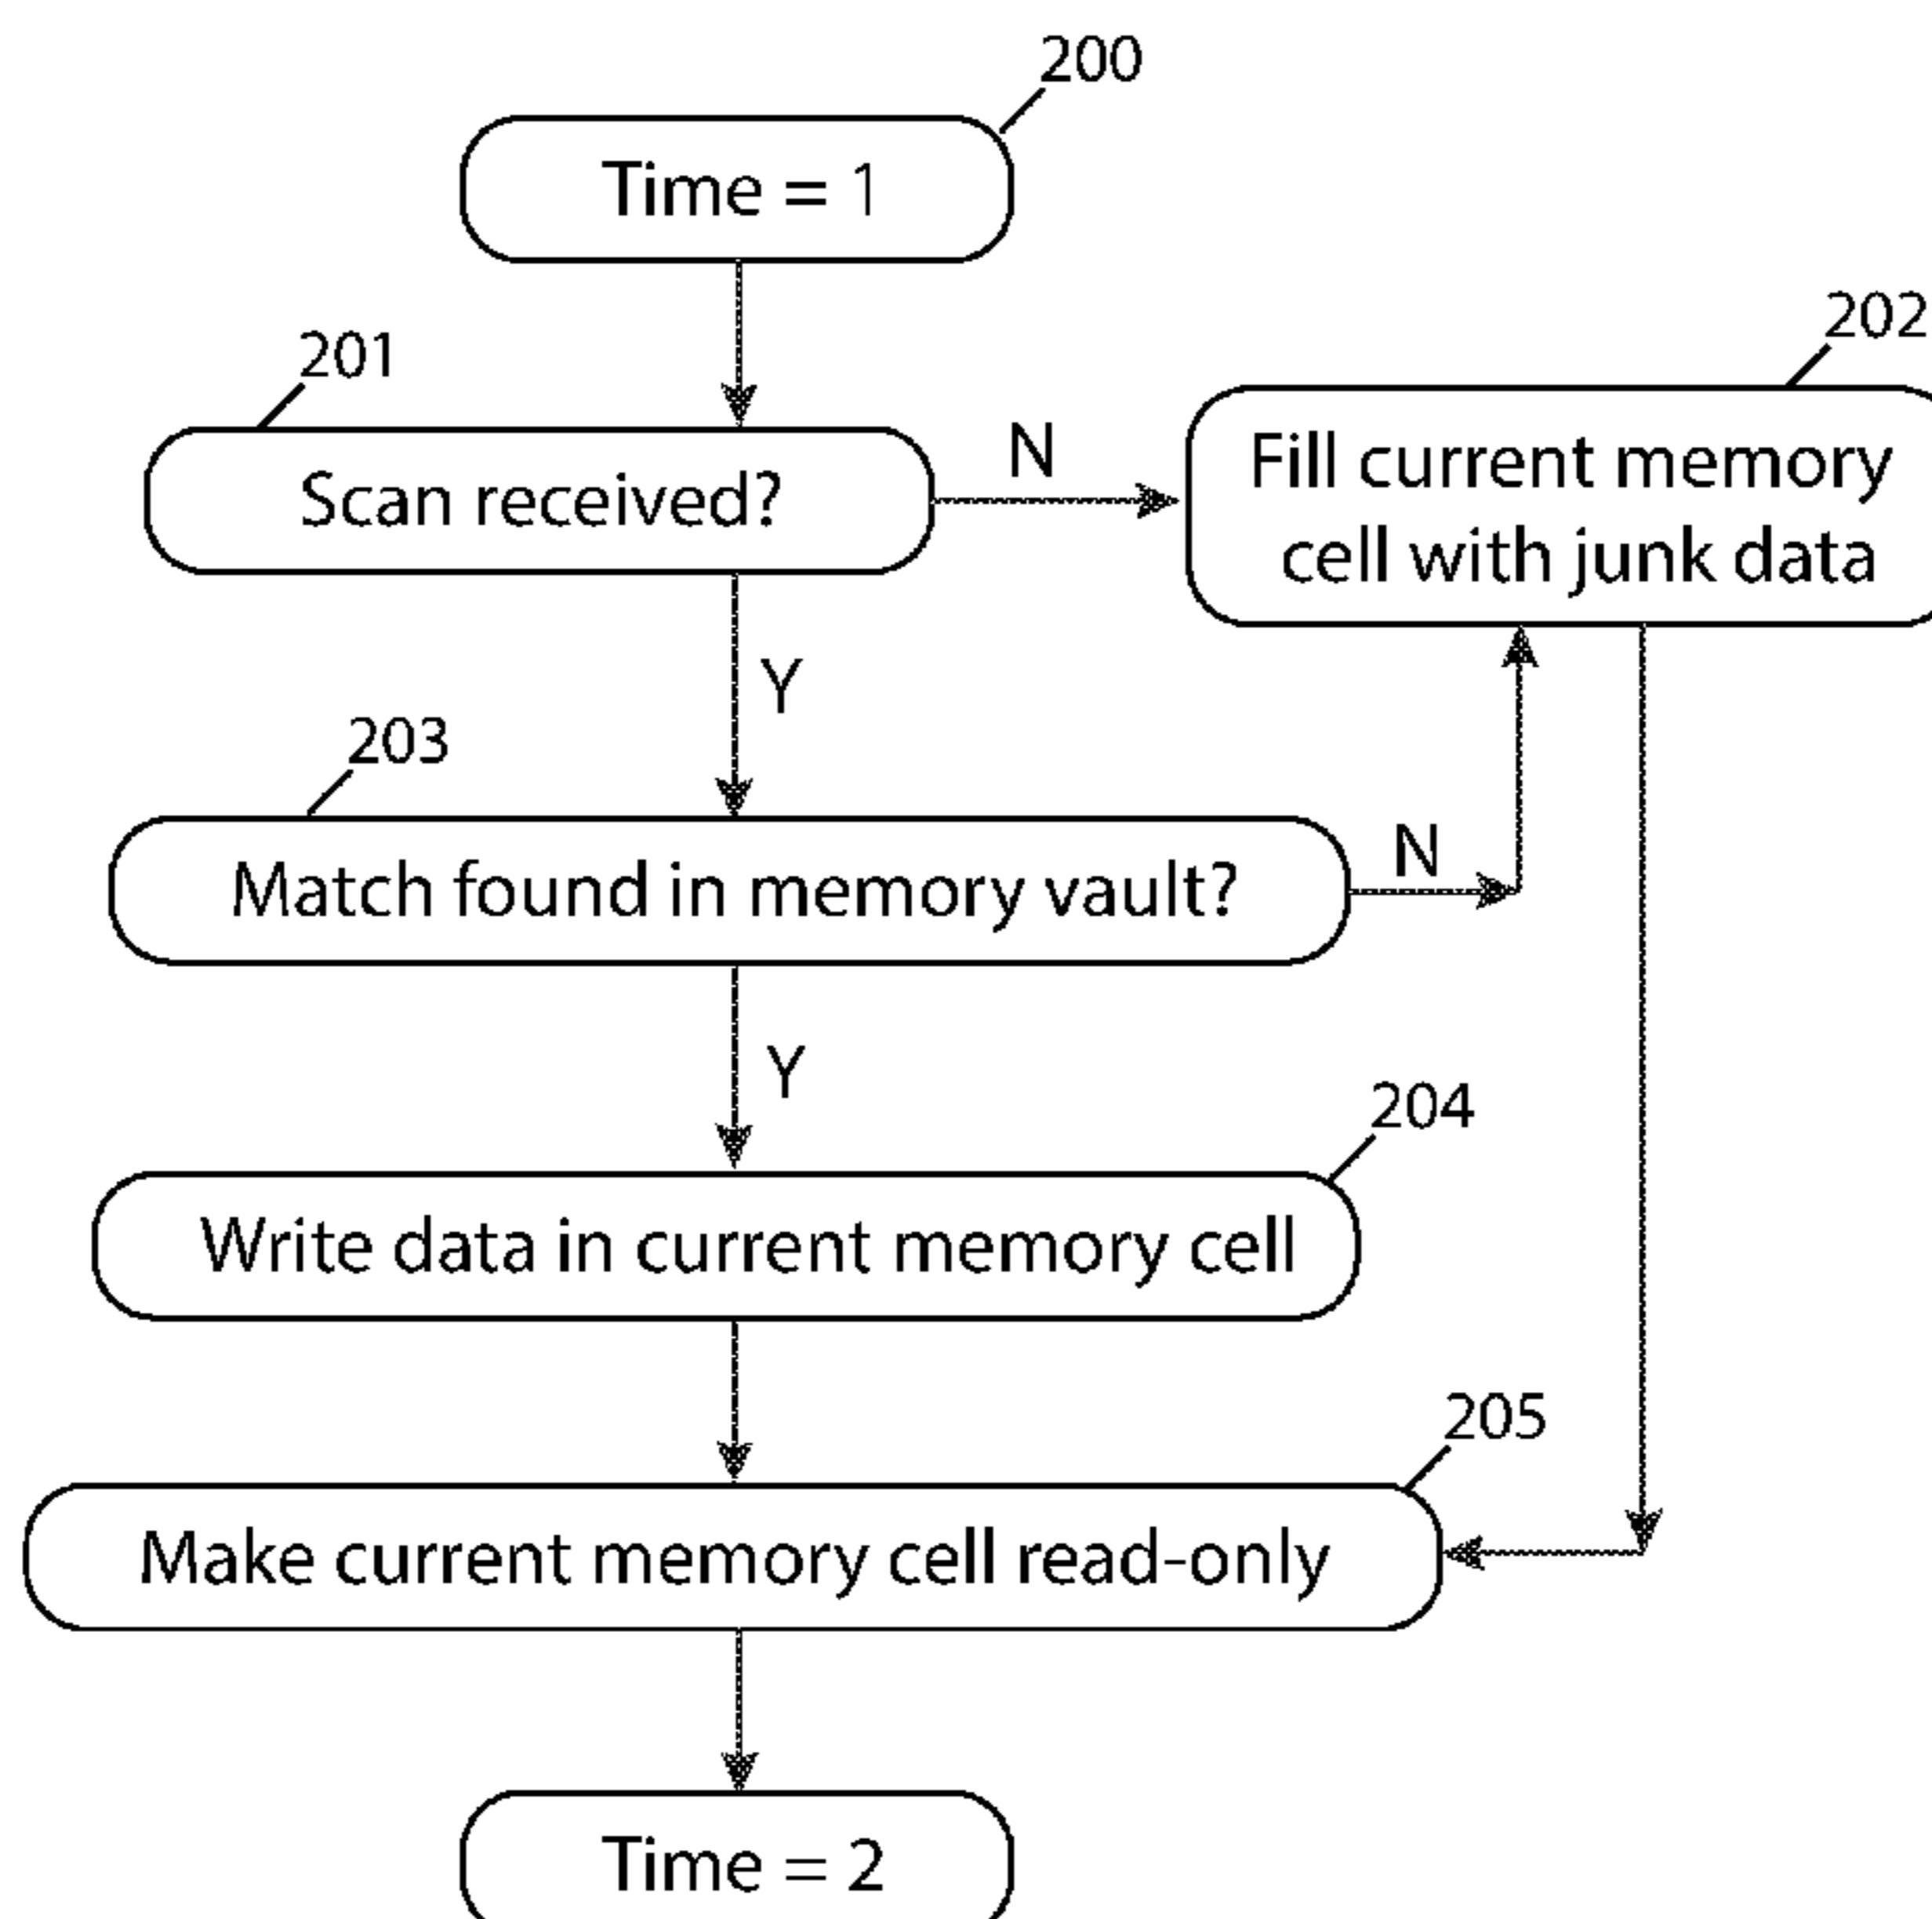 200
Time = 1
201
202
Scan received?
N
Fill current memory
cell with junk data
Y
203
Match found in memory vault?
N
Y
204
Write data in current memory cell
205
Make current memory cell read-only
Time = 2